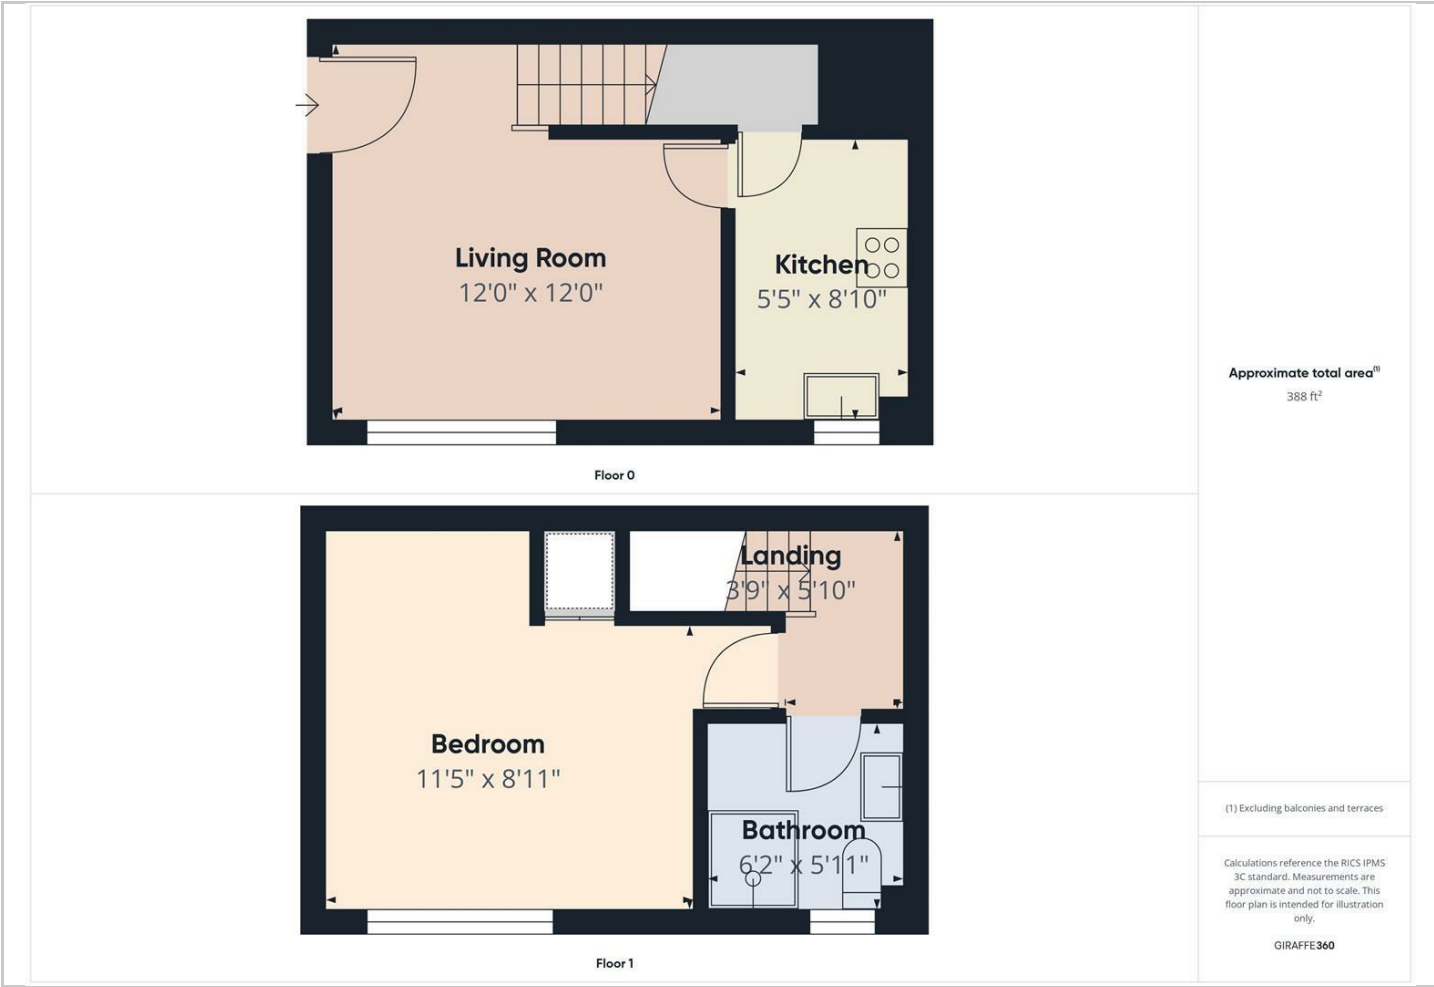 Living Room
12'0" x 12'0"
Kitchen
5'5" x 8'10"
Floor 0
Landing
3'9" x 5'10"
Bedroom
11'5" x 8'11"
Bathroom
6'2" x 5'11"
Floor 1
Approximate total area(1)
388 ft²
(1) Excluding balconies and terraces
Calculations reference the RICS IPMS
3C standard. Measurements are
approximate and not to scale. This
floor plan is intended for illustration
only.
GIRAFFE360